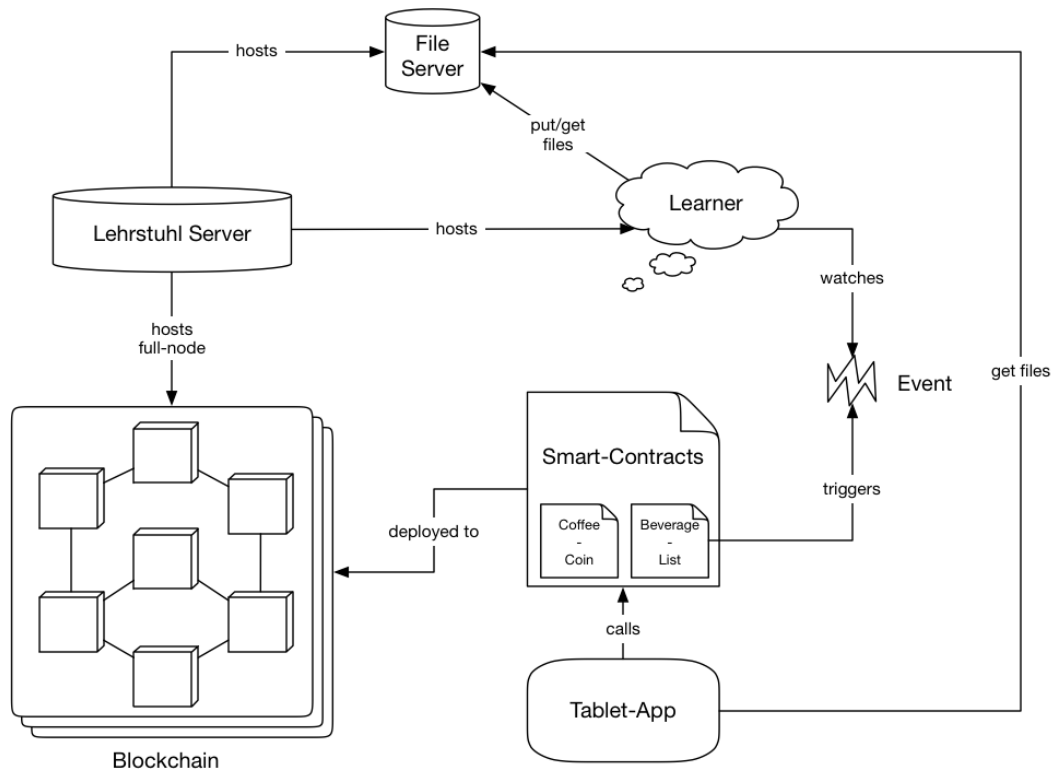 File
Server
hosts
put/get
files
Learner
Lehrstuhl Server
hosts
watches
hosts
full-node
Event
get files
Smart-Contracts
triggers
deployed to
Coffee
-
Coin
Beverage
-
List
calls
Tablet-App
Blockchain